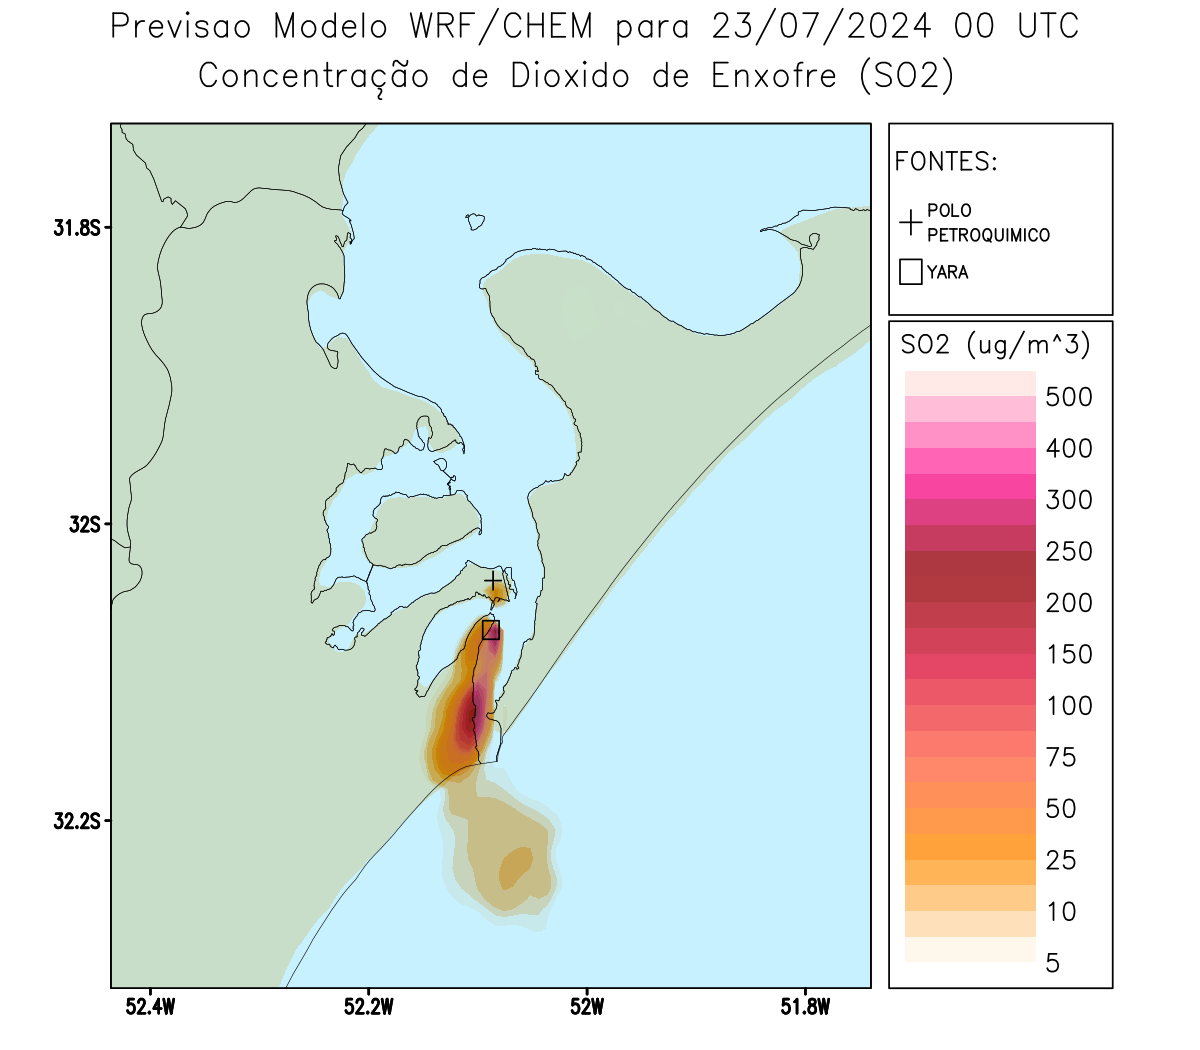 Previsao Modelo WRF/CHEM para 23/07/2024 00 UTC
Concentração de Dioxido de Enxofre (SO2)
FONTES:
POLO
PETROQUIMICO
YARA
31.8S
32S
32.2S
52.4W
52.2W
52W
51.8W
SO2 (ug/m^3)
500
400
300
250
200
150
100
75
50
25
10
5